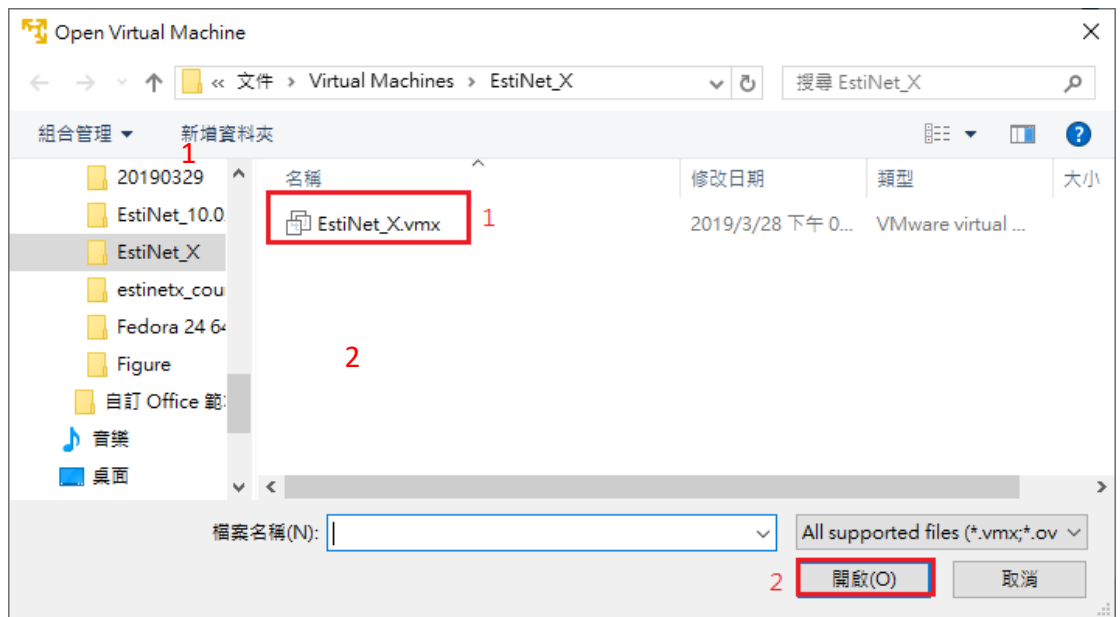 Open Virtual Machine
« 文件 › Virtual Machines › EstiNet_X
搜尋 EstiNet_X
組合管理 新增資料夾
1
名稱 修改日期 類型 大小
20190329
EstiNet_10.0.
EstiNet_X
estinetx_cou
Fedora 24 64
Figure
自訂 Office 範
音樂
桌面
EstiNet_X.vmx 1 2019/3/28 下午 0... VMware virtual ...
2
檔案名稱(N): All supported files (*.vmx;*.ov
2 開啟(O) 取消